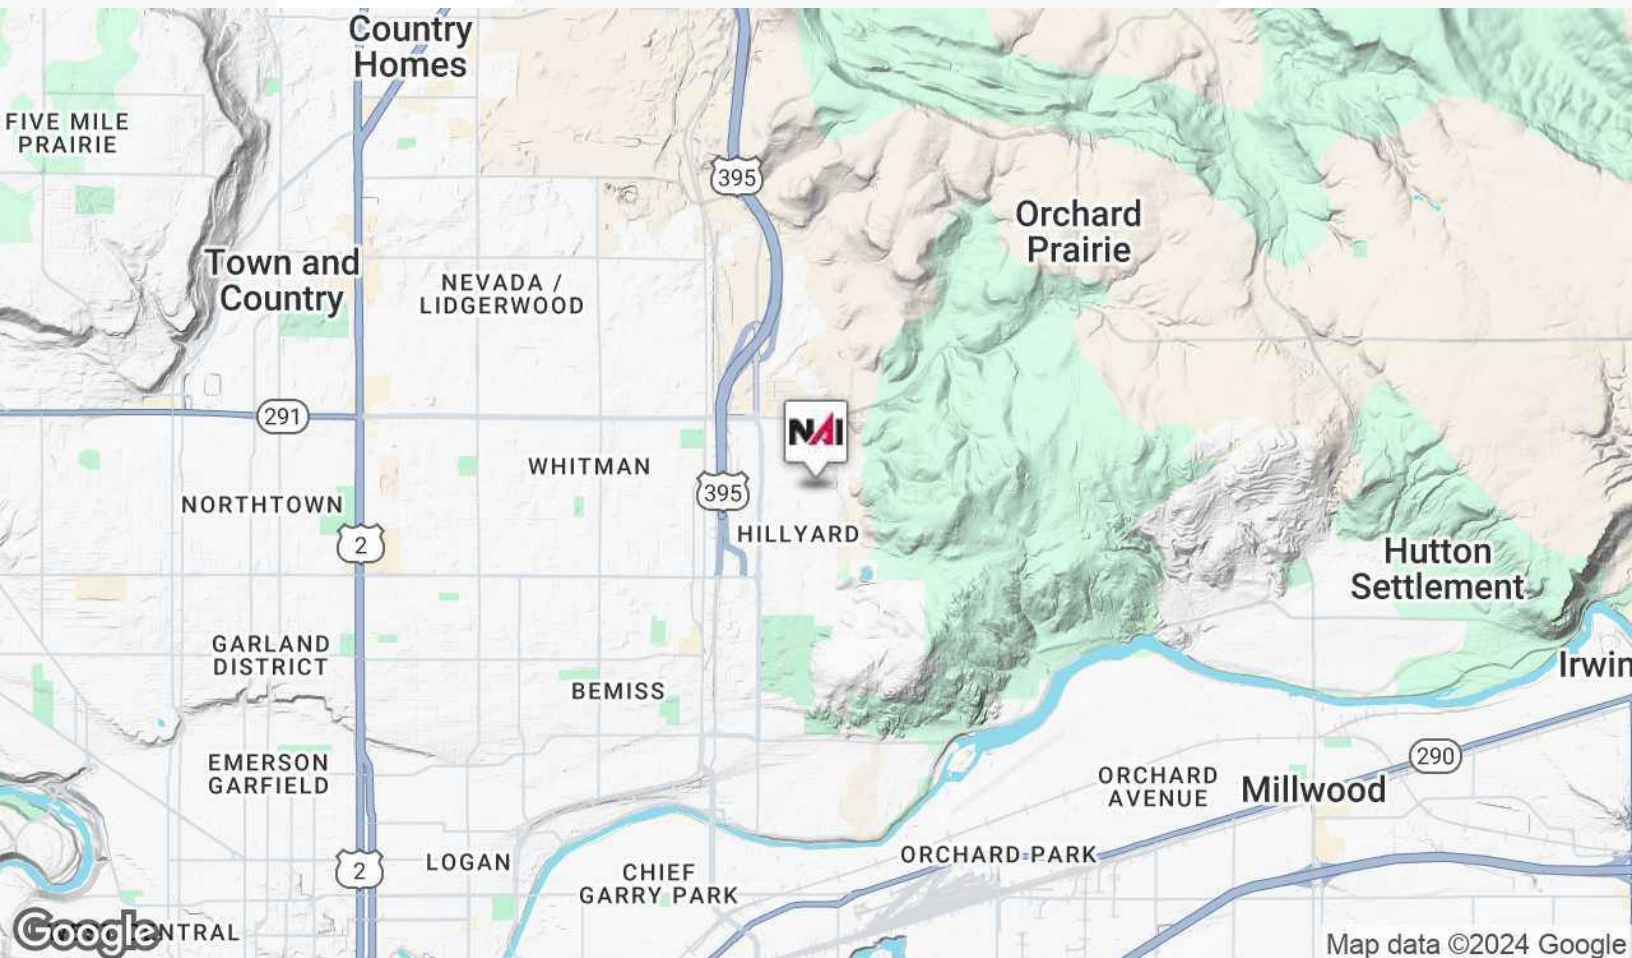 Country
Homes
FIVE MILE
PRAIRIE
395
Orchard
Prairie
Town and
Country
NEVADA /
LIDGERWOOD
291
NAI
WHITMAN
395
NORTHTOWN
HILLYARD
2
Hutton
Settlement
GARLAND
DISTRICT
Irwin
BEMISS
290
EMERSON
GARFIELD
ORCHARD
AVENUE
Millwood
2
LOGAN
ORCHARD PARK
CHIEF
GARRY PARK
Google
NTRAL
Map data ©2024 Google